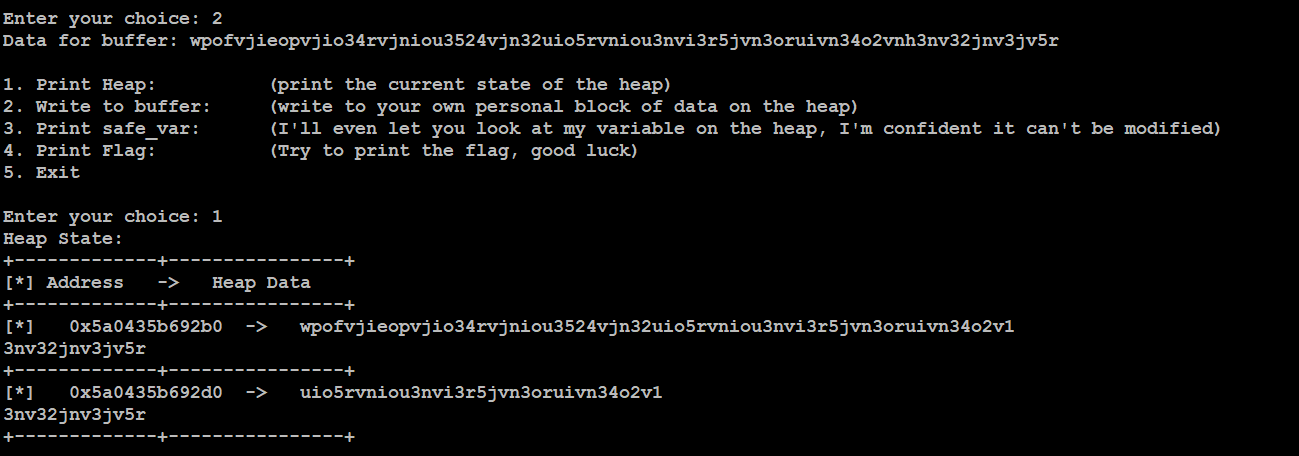 Enter your choice: 2
Data for buffer: wpofvjieopvjio34rvjniou3524vjn32uio5rvniou3nvi3r5jvn3oruivn34o2vnh3nv32jnv3jv5r
1. Print Heap:          (print the current state of the heap)
2. Write to buffer:     (write to your own personal block of data on the heap)
3. Print safe_var:      (I'll even let you look at my variable on the heap, I'm confident it can't be modified)
4. Print Flag:          (Try to print the flag, good luck)
5. Exit
Enter your choice: 1
Heap State:
+-------------+----------------+
[*] Address   ->   Heap Data
+-------------+----------------+
[*]   0x5a0435b692b0  ->   wpofvjieopvjio34rvjniou3524vjn32uio5rvniou3nvi3r5jvn3oruivn34o2v1
3nv32jnv3jv5r
+-------------+----------------+
[*]   0x5a0435b692d0  ->   uio5rvniou3nvi3r5jvn3oruivn34o2v1
3nv32jnv3jv5r
+-------------+----------------+